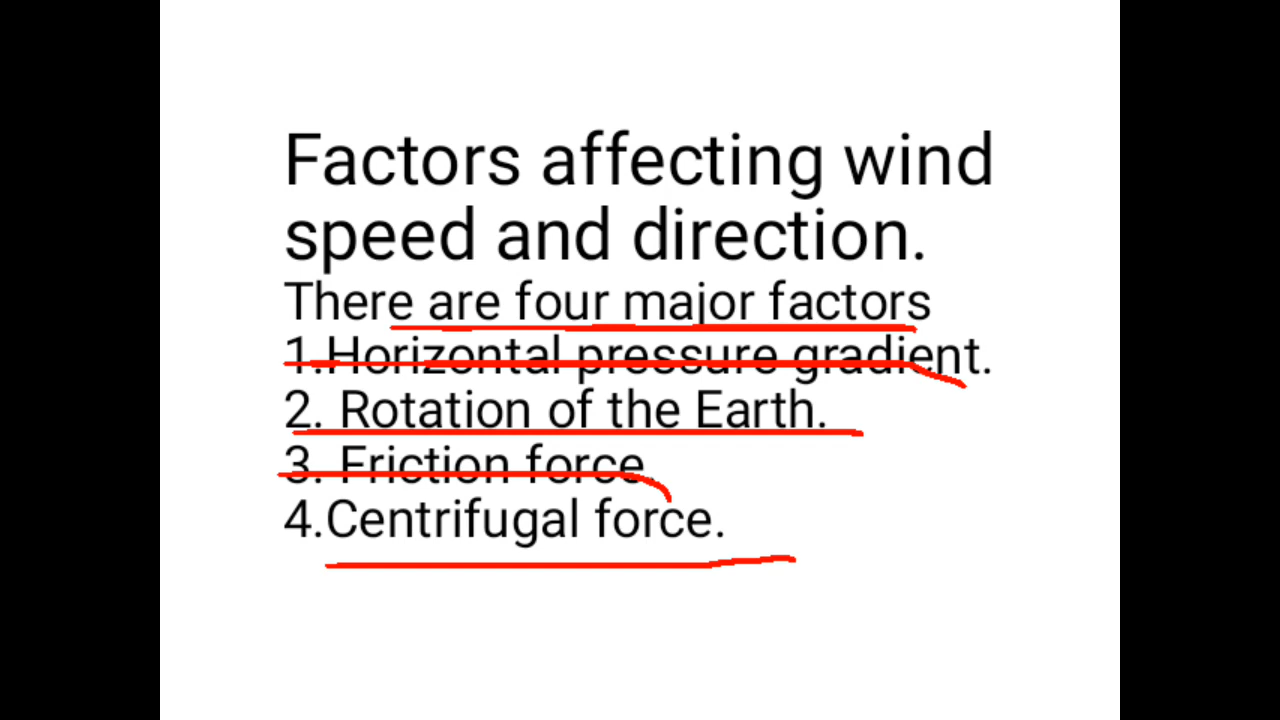 Factors affecting wind
speed and direction.
There are four major factors
1.Horizontal pressure gradient.
2. Rotation of the Earth.
3. Friction force.
4.Centrifugal force.